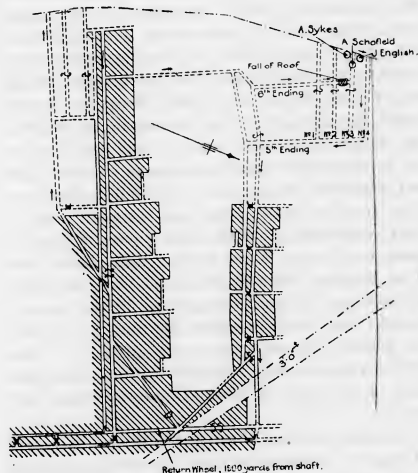 A. Sykes
A. Schofield
J. English.
Fall of Roof
6th Ending
Nº1 Nº2 Nº3 Nº4
5th Ending
3'0"
Return Wheel, 1500 yards from shaft.